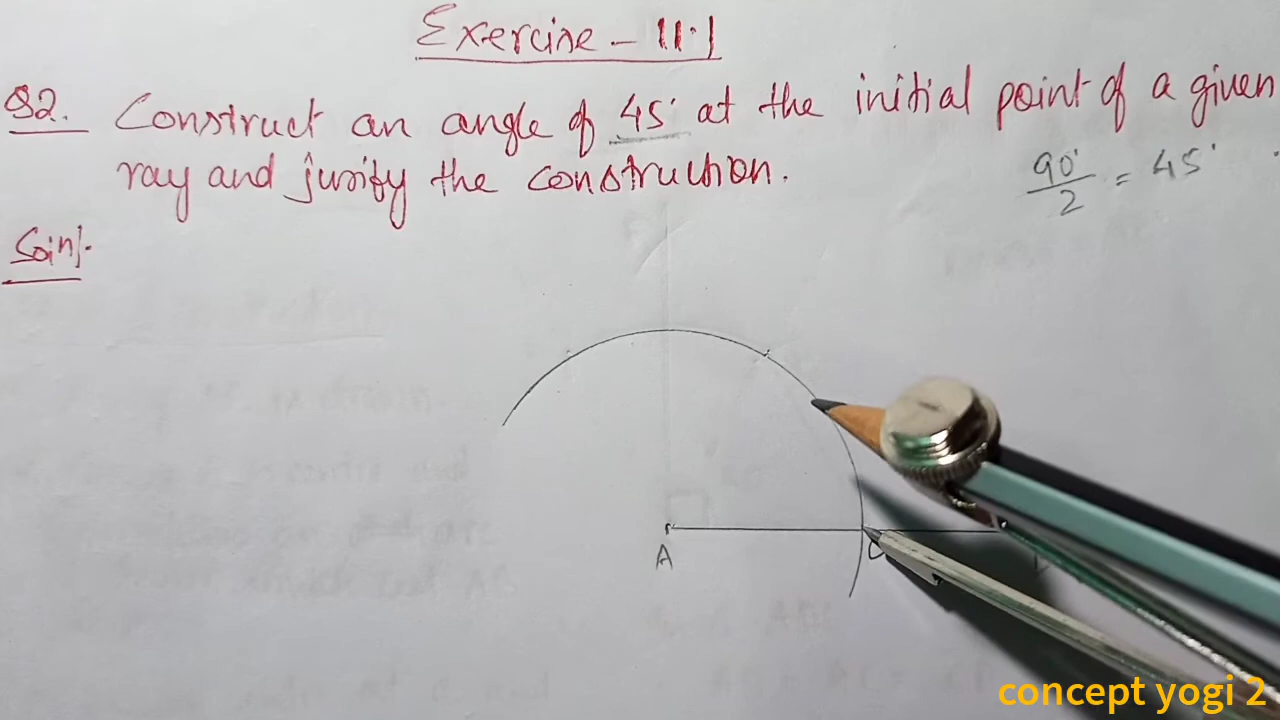 Exercise - 11.1
Q2. Construct an angle of 45° at the initial point of a given
ray and justify the construction.
90°/2 = 45°
Soln:-
A C
concept yogi 2